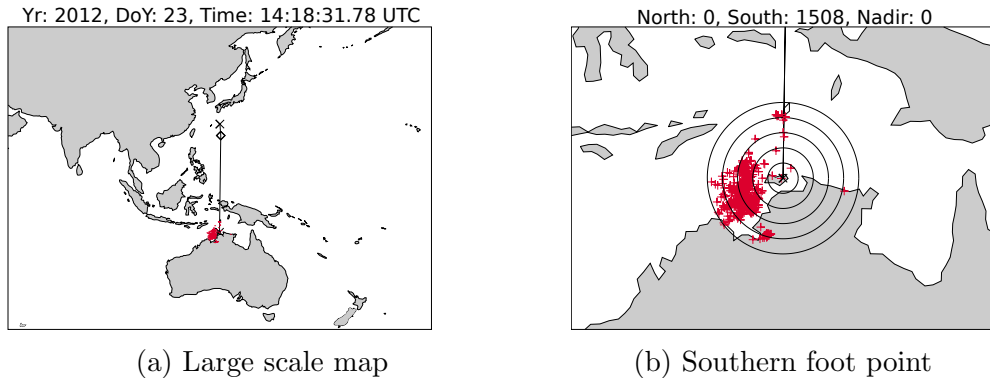 Yr: 2012, DoY: 23, Time: 14:18:31.78 UTC
North: 0, South: 1508, Nadir: 0
(a) Large scale map
(b) Southern foot point